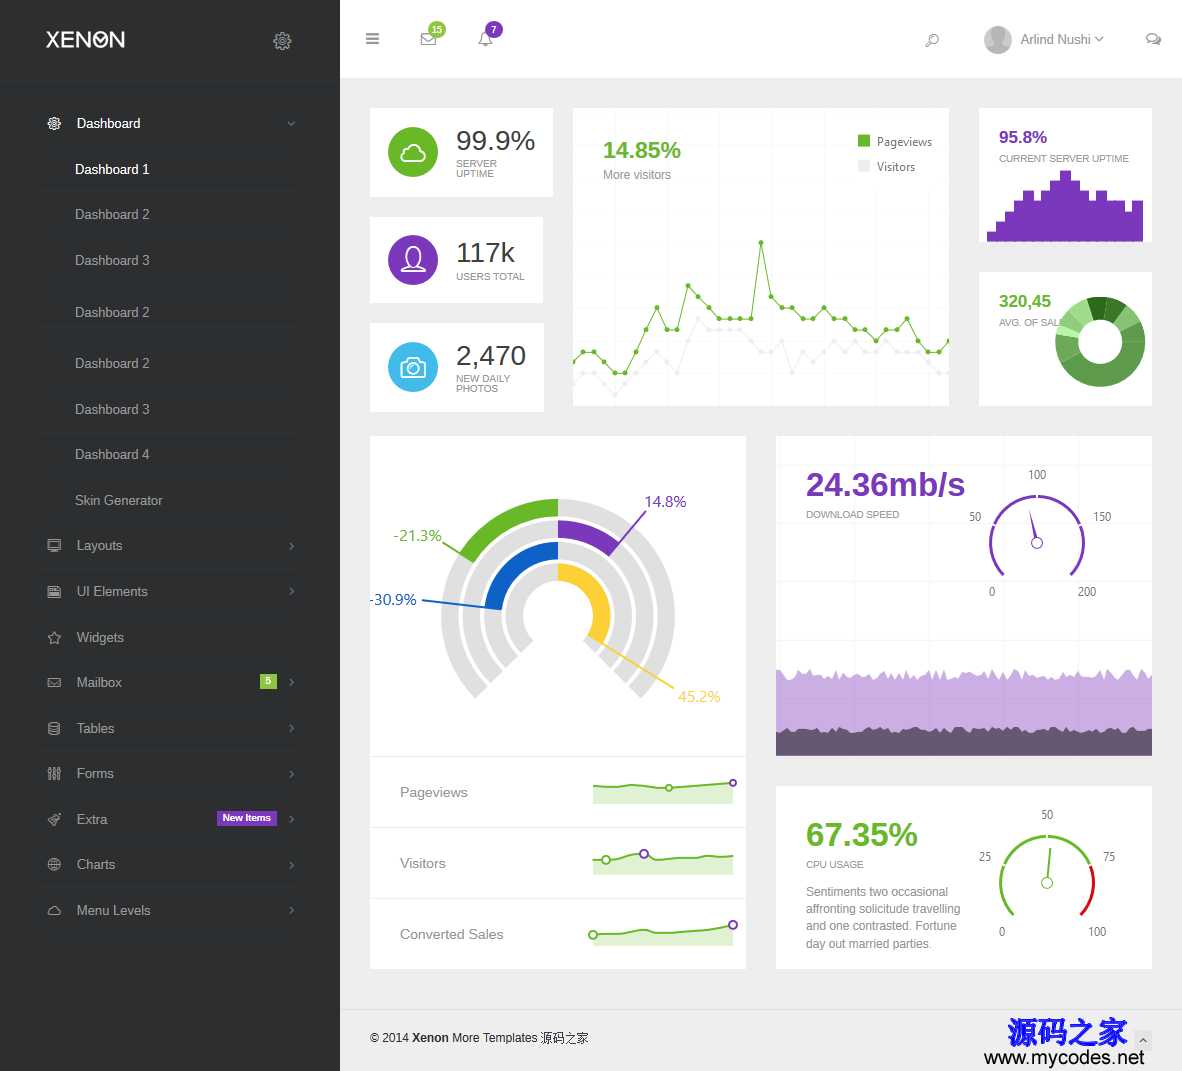 XENON
15
7
Arlind Nushi
Dashboard
Dashboard 1
Dashboard 2
Dashboard 3
Dashboard 2
Dashboard 2
Dashboard 3
Dashboard 4
Skin Generator
Layouts
UI Elements
Widgets
Mailbox 5
Tables
Forms
Extra New Items
Charts
Menu Levels
99.9%
SERVER
UPTIME
117k
USERS TOTAL
2,470
NEW DAILY
PHOTOS
14.85%
More visitors
Pageviews
Visitors
95.8%
CURRENT SERVER UPTIME
320,45
AVG. OF SALE
14.8%
-21.3%
-30.9%
45.2%
Pageviews
Visitors
Converted Sales
24.36mb/s
DOWNLOAD SPEED
100
50
150
0
200
67.35%
CPU USAGE
Sentiments two occasional
affronting solicitude travelling
and one contrasted. Fortune
day out married parties.
50
25
75
0
100
© 2014 Xenon More Templates 源码之家
源码之家
www.mycodes.net